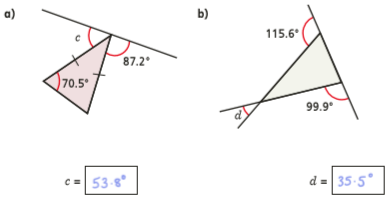 a)
c
87.2°
70.5°
c = 53.8°
b)
115.6°
99.9°
d
d = 35.5°